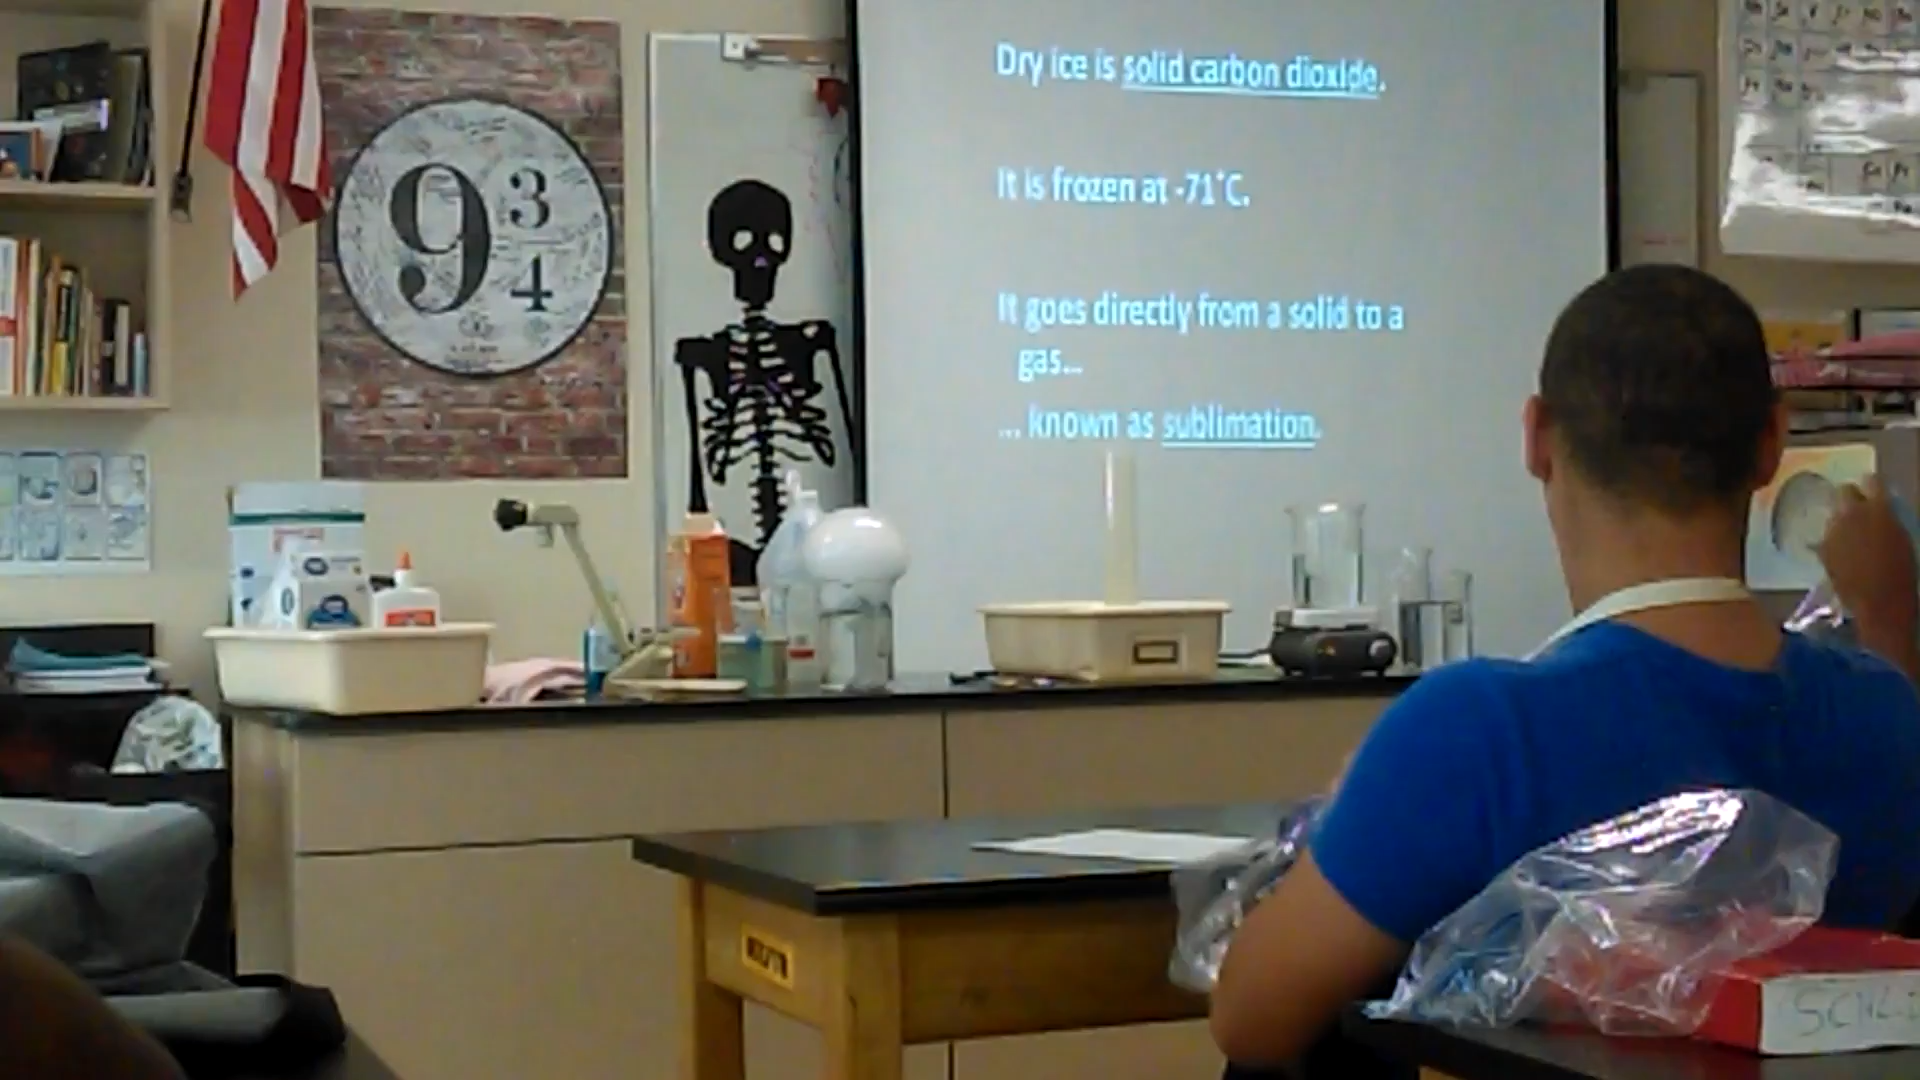 9 3/4
Dry ice is solid carbon dioxide.
It is frozen at -71°C.
It goes directly from a solid to a
gas...
... known as sublimation.